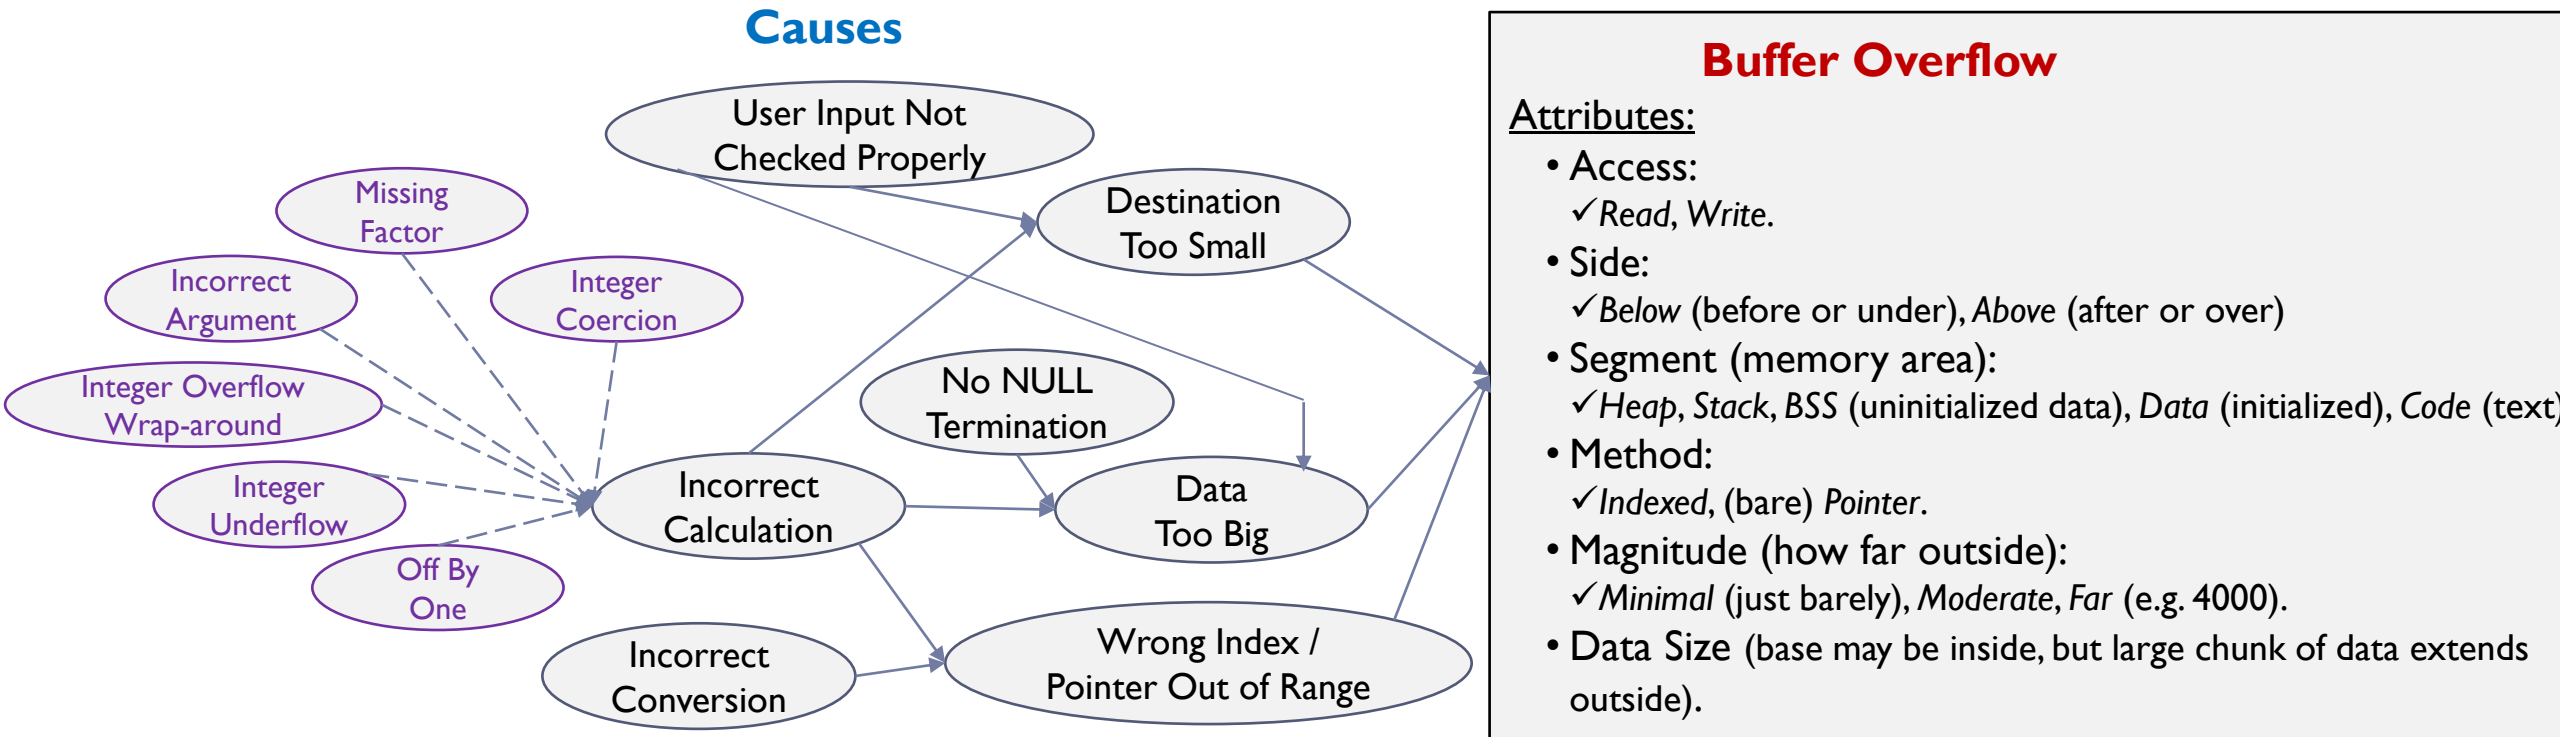 Causes
User Input Not
Checked Properly
Missing
Factor
Destination
Too Small
Incorrect
Argument
Integer
Coercion
Integer Overflow
Wrap-around
No NULL
Termination
Integer
Underflow
Incorrect
Calculation
Data
Too Big
Off By
One
Incorrect
Conversion
Wrong Index /
Pointer Out of Range
Buffer Overflow
Attributes:
• Access:
✓Read, Write.
• Side:
✓Below (before or under), Above (after or over)
• Segment (memory area):
✓Heap, Stack, BSS (uninitialized data), Data (initialized), Code (text)
• Method:
✓Indexed, (bare) Pointer.
• Magnitude (how far outside):
✓Minimal (just barely), Moderate, Far (e.g. 4000).
• Data Size (base may be inside, but large chunk of data extends
outside).